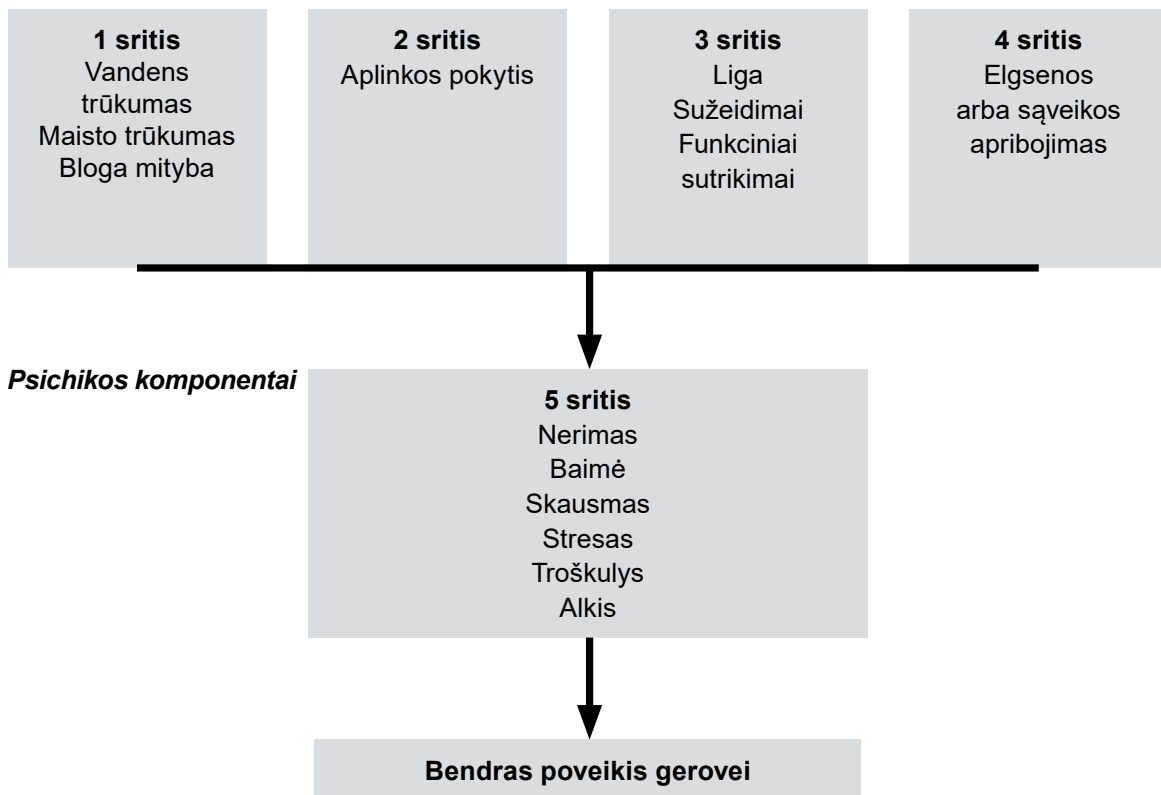 1 sritis
Vandens
trūkumas
Maisto trūkumas
Bloga mityba
2 sritis
Aplinkos pokytis
3 sritis
Liga
Sužeidimai
Funkciniai
sutrikimai
4 sritis
Elgsenos
arba sąveikos
apribojimas
Psichikos komponentai
5 sritis
Nerimas
Baimė
Skausmas
Stresas
Troškulys
Alkis
Bendras poveikis gerovei